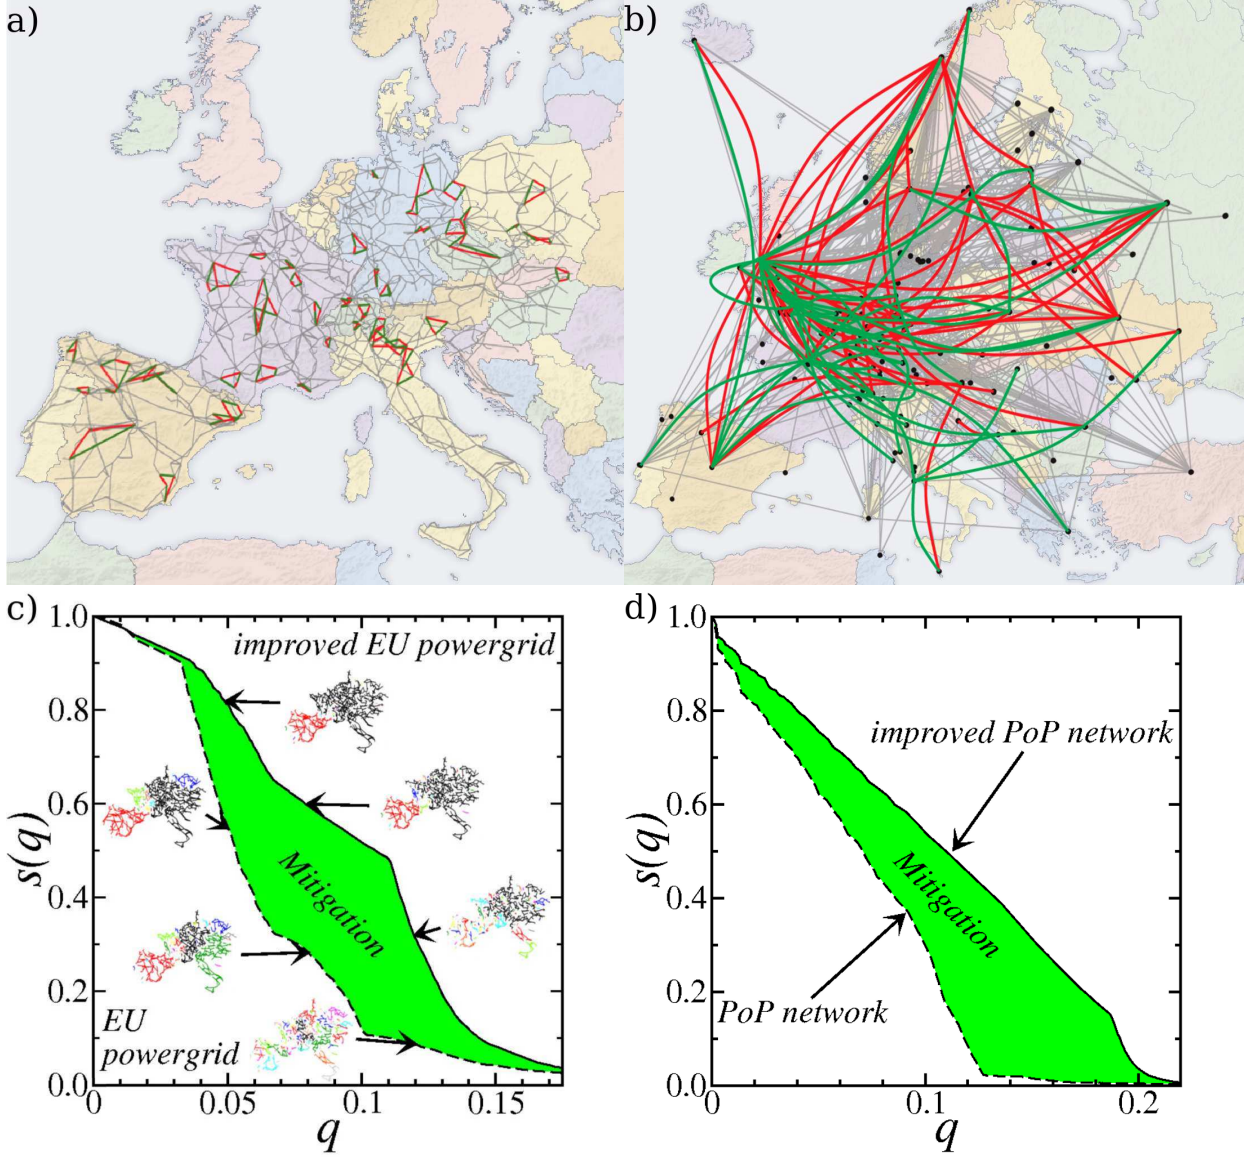 a)
b)
c)
1.0
0.8
0.6
0.4
0.2
0.0
s(q)
improved EU powergrid
Mitigation
EU
powergrid
0
0.05
0.1
0.15
q
d)
1.0
0.8
0.6
0.4
0.2
0.0
s(q)
improved PoP network
Mitigation
PoP network
0
0.1
0.2
q